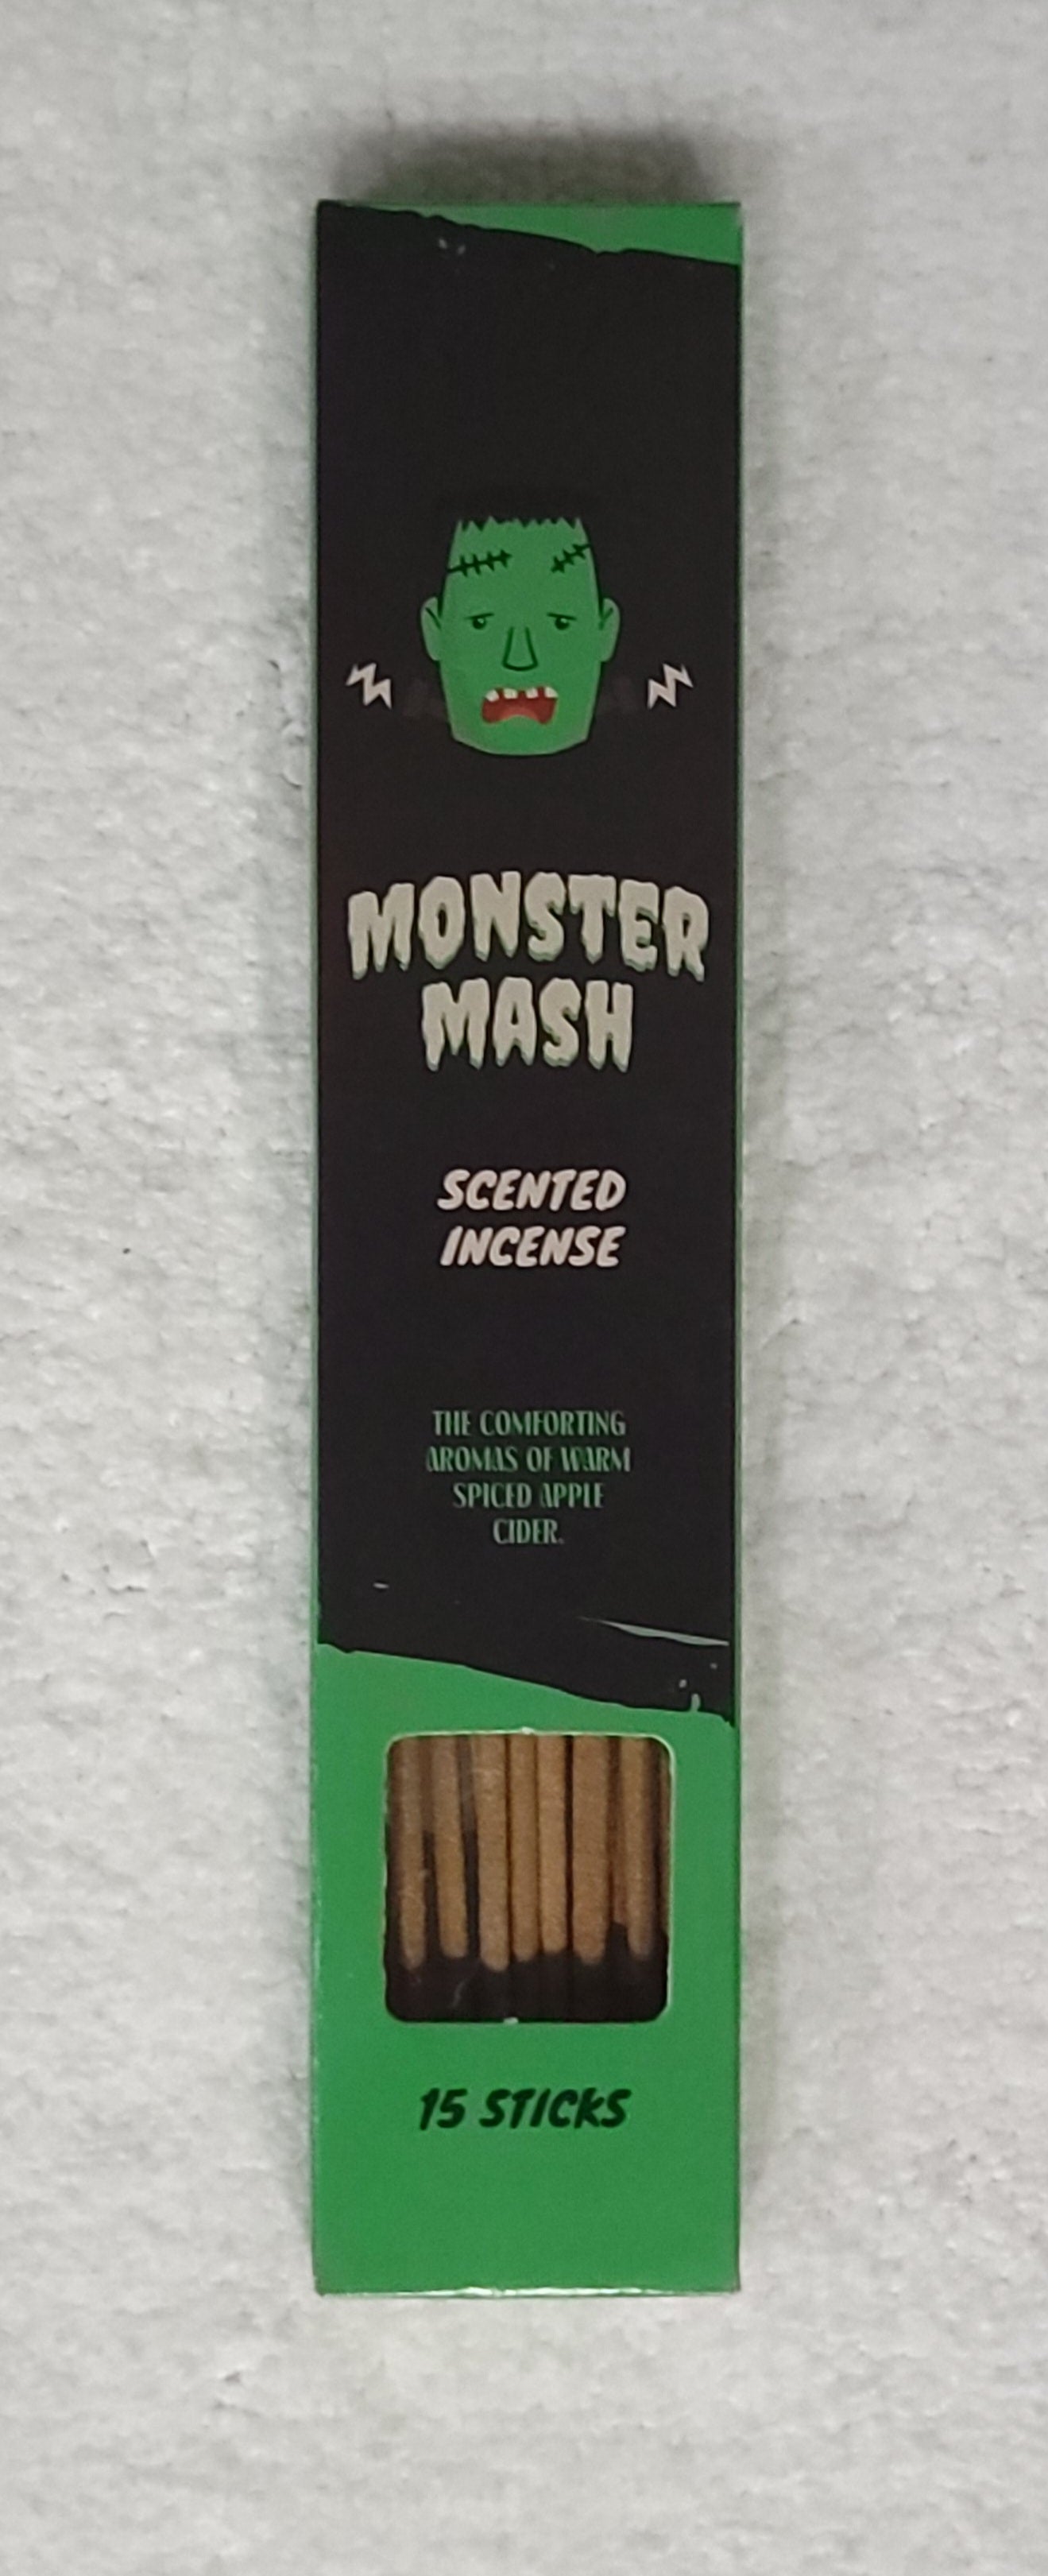 MONSTER
MASH
SCENTED
INCENSE
THE COMFORTING
AROMAS OF WARM
SPICED APPLE
CIDER.
15 STICKS